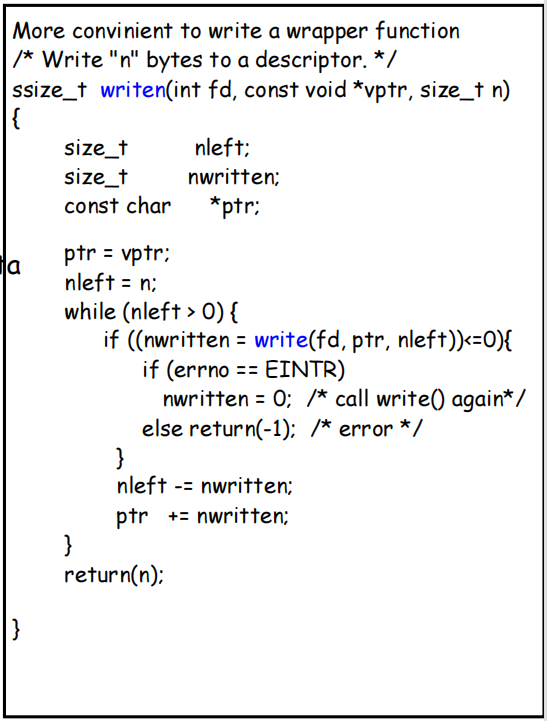 More convinient to write a wrapper function
/* Write "n" bytes to a descriptor. */
ssize_t writen(int fd, const void *vptr, size_t n)
{
size_t nleft;
size_t nwritten;
const char *ptr;
ta
ptr = vptr;
nleft = n;
while (nleft > 0) {
if ((nwritten = write(fd, ptr, nleft))<=0){
if (errno == EINTR)
nwritten = 0; /* call write() again*/
else return(-1); /* error */
}
nleft -= nwritten;
ptr += nwritten;
}
return(n);
}